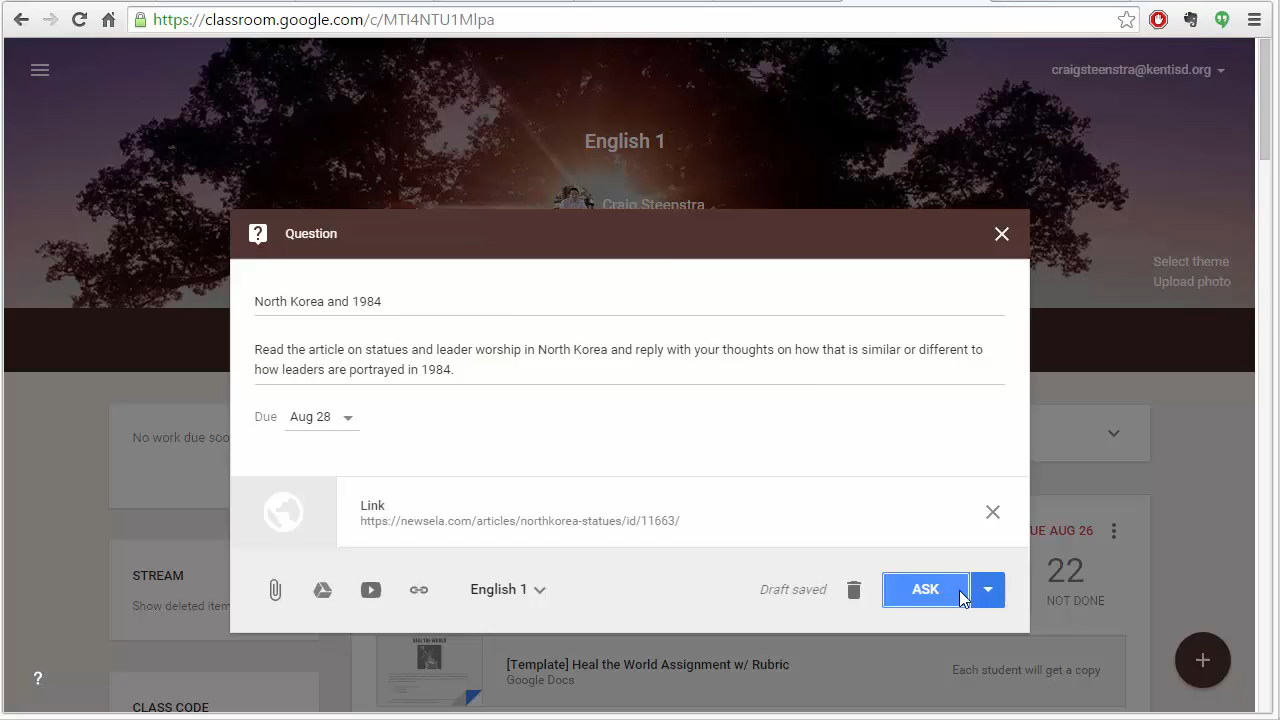 https://classroom.google.com/c/MTI4NTU1Mlpa
craigsteenstra@kentisd.org
English 1
Craig Steenstra
Select theme
Upload photo
Question
North Korea and 1984
Read the article on statues and leader worship in North Korea and reply with your thoughts on how that is similar or different to
how leaders are portrayed in 1984.
Due Aug 28
No work due soo
Link
https://newsela.com/articles/northkorea-statues/id/11663/
UE AUG 26
22
NOT DONE
STREAM
Show deleted item
English 1
Draft saved
ASK
[Template] Heal the World Assignment w/ Rubric
Google Docs
Each student will get a copy
CLASS CODE